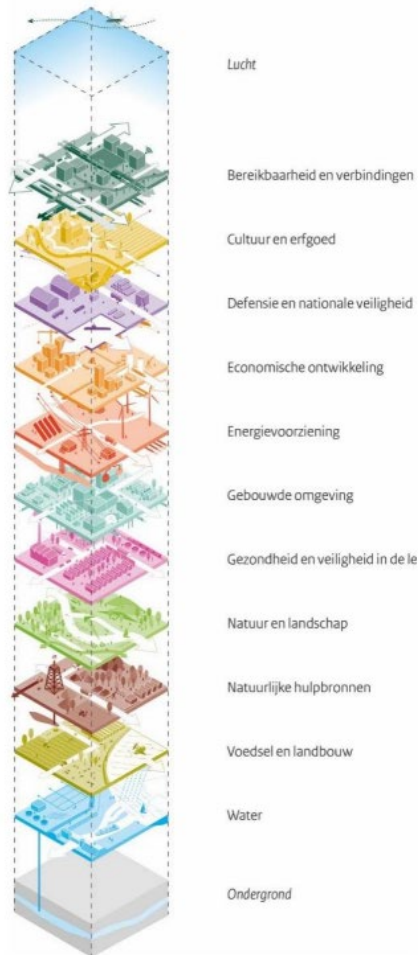 Lucht
Bereikbaarheid en verbindingen
Cultuur en erfgoed
Defensie en nationale veiligheid
Economische ontwikkeling
Energievoorziening
Gebouwde omgeving
Gezondheid en veiligheid in de le
Natuur en landschap
Natuurlijke hulpbronnen
Voedsel en landbouw
Water
Ondergrond